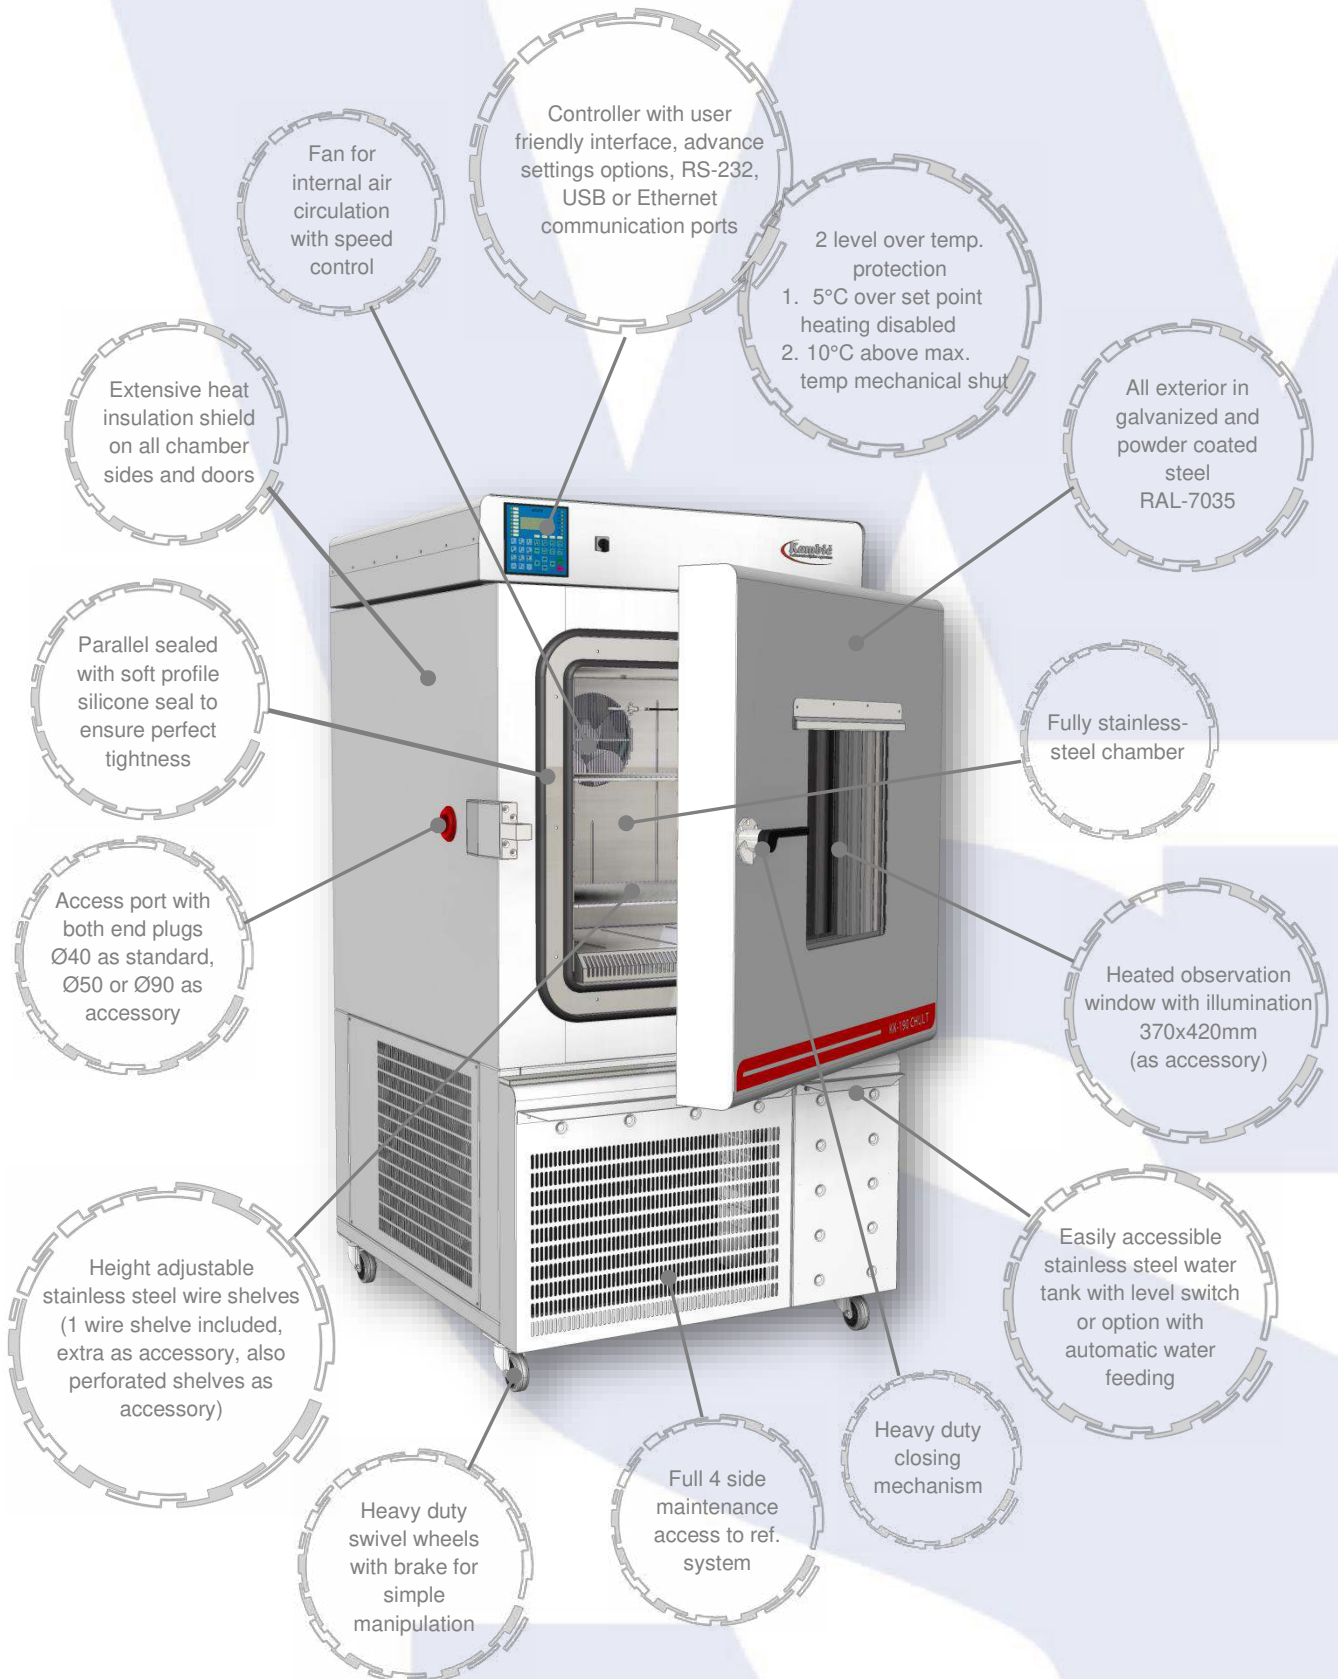 Controller with user
friendly interface, advance
settings options, RS-232,
USB or Ethernet
communication ports
Fan for
internal air
circulation
with speed
control
2 level over temp.
protection
1. 5°C over set point
heating disabled
2. 10°C above max.
temp mechanical shut
Extensive heat
insulation shield
on all chamber
sides and doors
All exterior in
galvanized and
powder coated
steel
RAL-7035
Kambič
Parallel sealed
with soft profile
silicone seal to
ensure perfect
tightness
Fully stainless-
steel chamber
Access port with
both end plugs
Ø40 as standard,
Ø50 or Ø90 as
accessory
Heated observation
window with illumination
370x420mm
(as accessory)
KK-190 CHULT
Height adjustable
stainless steel wire shelves
(1 wire shelve included,
extra as accessory, also
perforated shelves as
accessory)
Easily accessible
stainless steel water
tank with level switch
or option with
automatic water
feeding
Heavy duty
closing
mechanism
Full 4 side
maintenance
access to ref.
system
Heavy duty
swivel wheels
with brake for
simple
manipulation